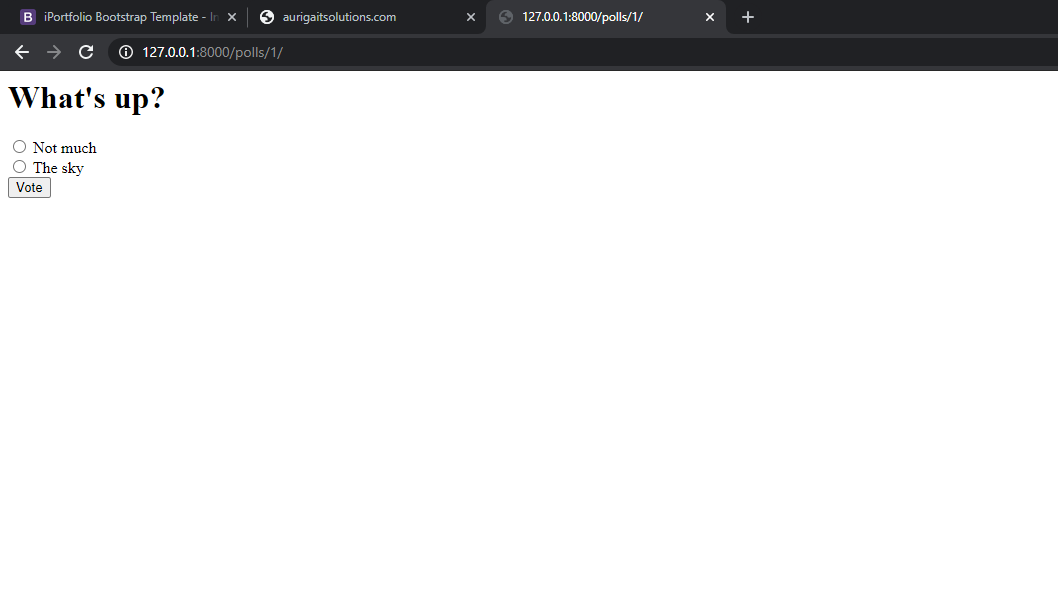 B iPortfolio Bootstrap Template - In
aurigaitsolutions.com
127.0.0.1:8000/polls/1/
127.0.0.1:8000/polls/1/
What's up?
Not much
The sky
Vote